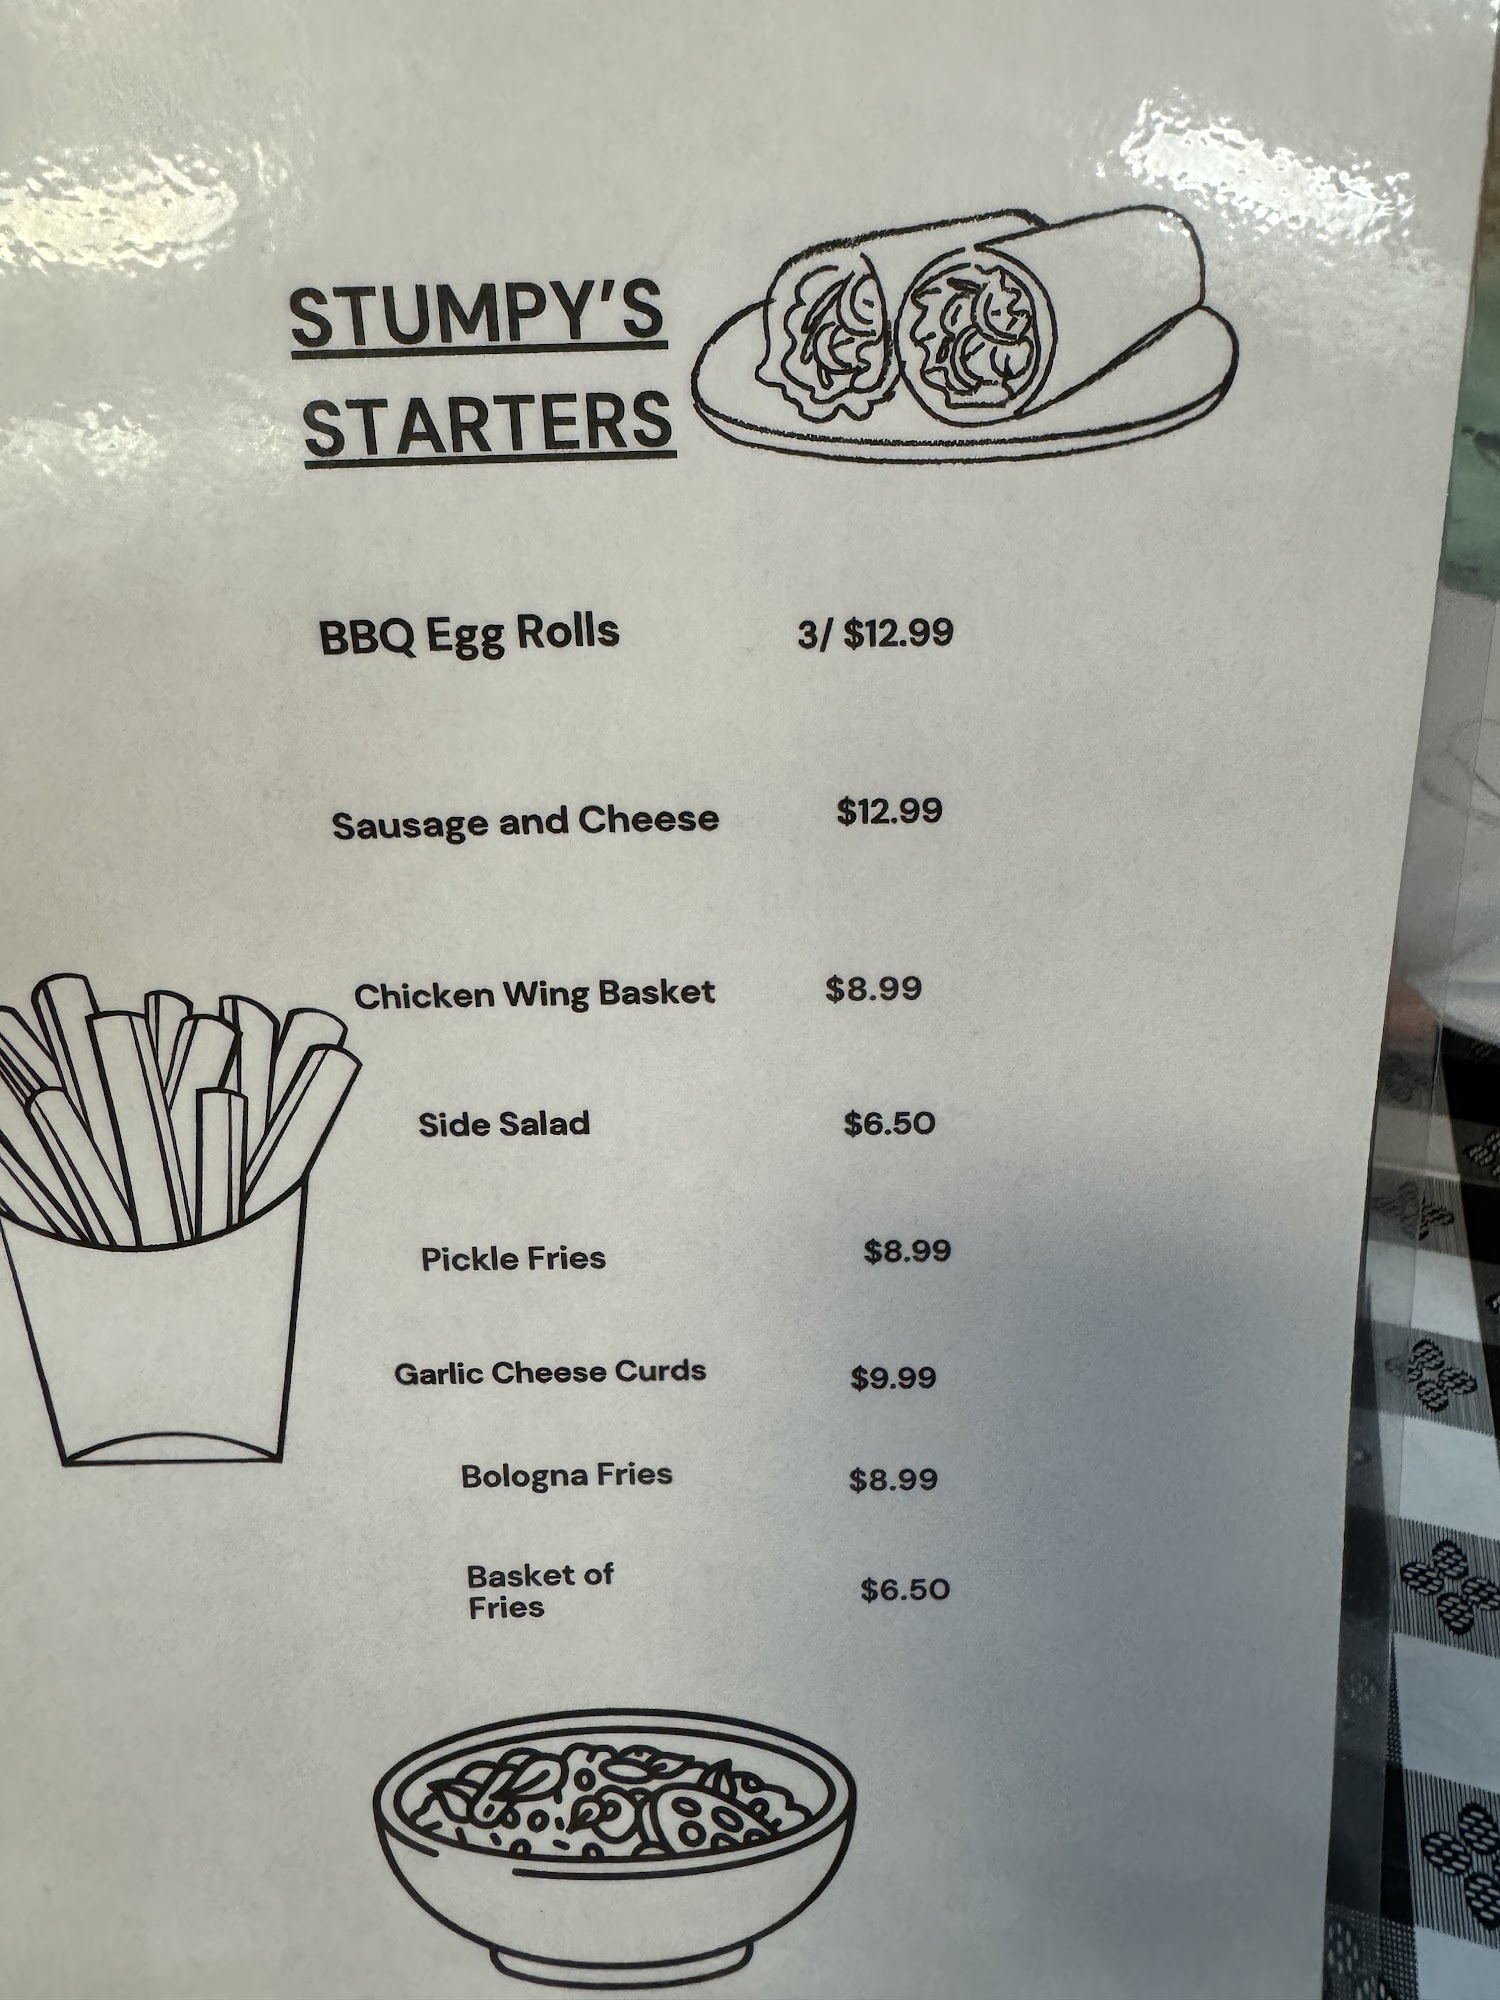 STUMPY'S
STARTERS
BBQ Egg Rolls 3/ $12.99
Sausage and Cheese $12.99
Chicken Wing Basket $8.99
Side Salad $6.50
Pickle Fries $8.99
Garlic Cheese Curds $9.99
Bologna Fries $8.99
Basket of
Fries $6.50